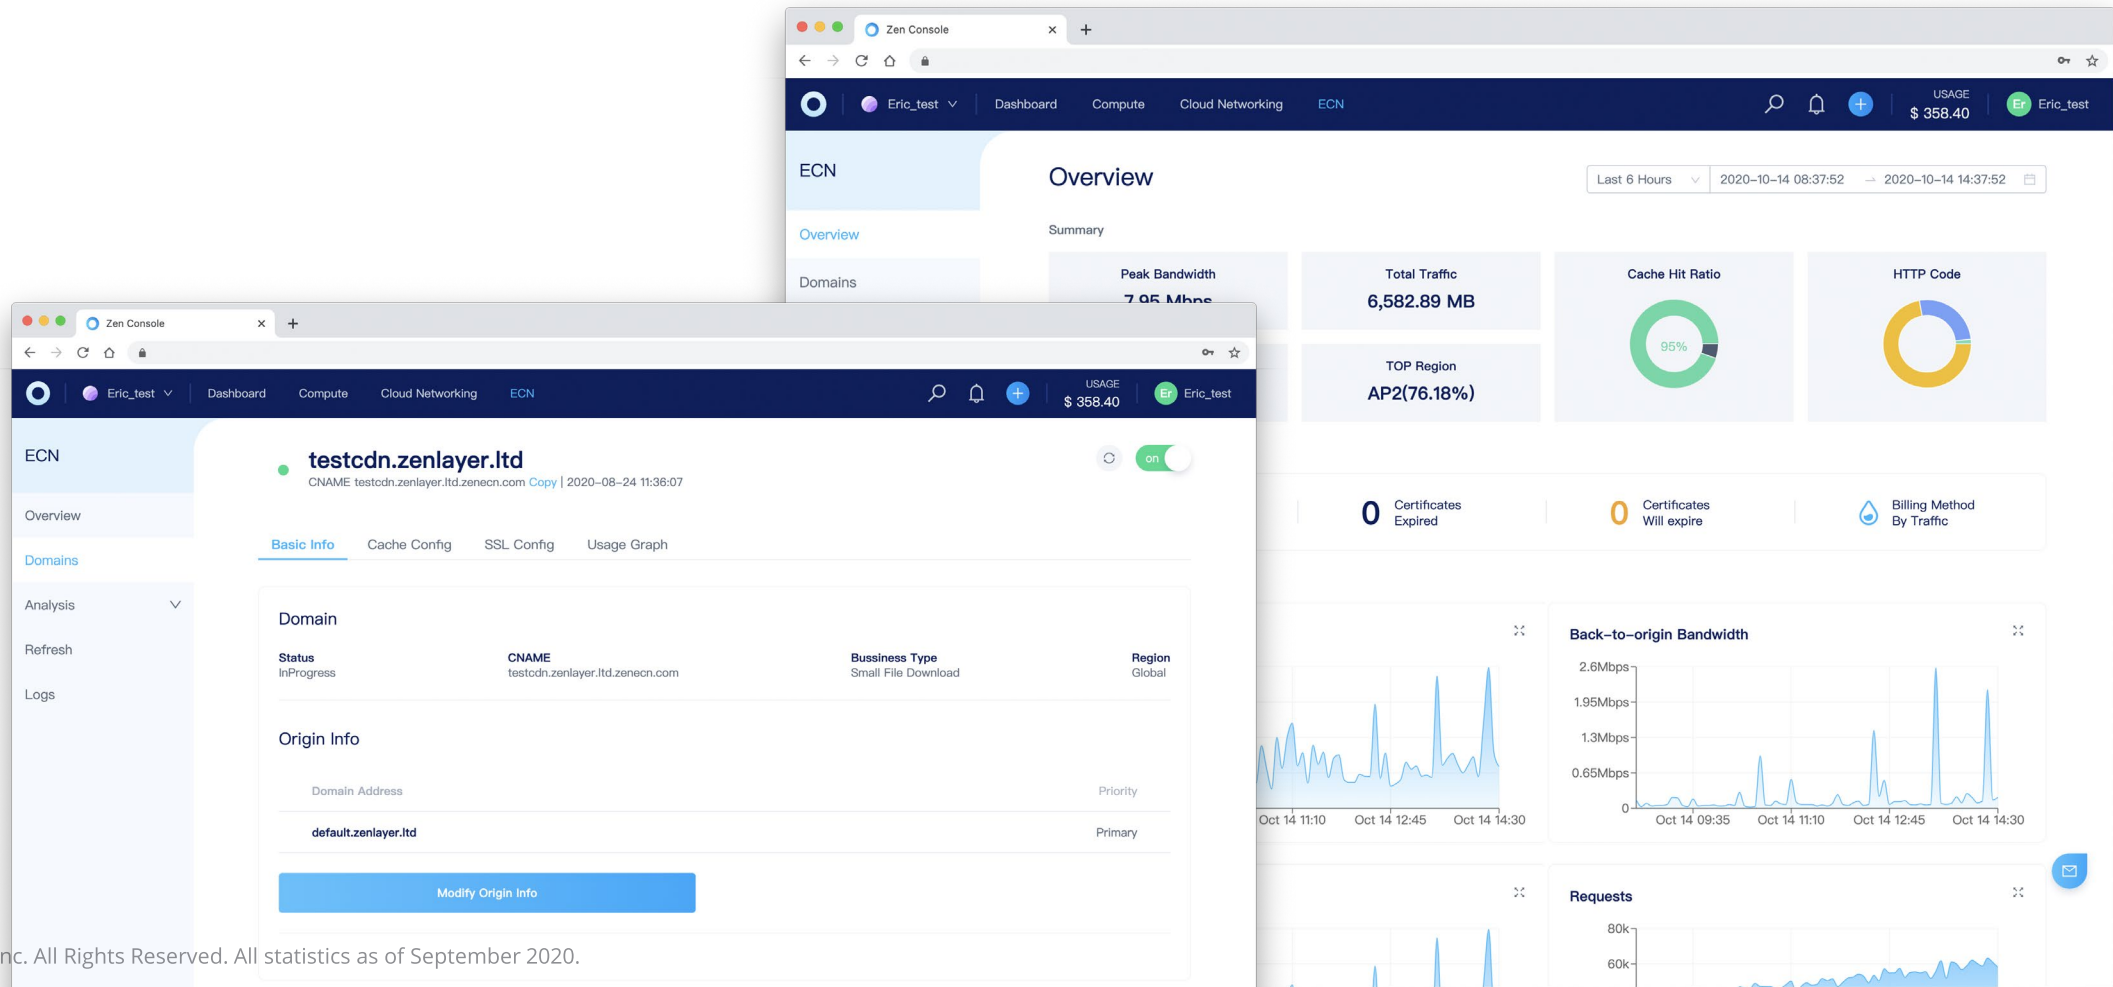 Zen Console
Eric_test
Dashboard
Compute
Cloud Networking
ECN
USAGE
$ 358.40
Er
Eric_test
ECN
Overview
Domains
Overview
Last 6 Hours
2020-10-14 08:37:52
2020-10-14 14:37:52
Summary
Peak Bandwidth
7.95 Mbps
Total Traffic
6,582.89 MB
TOP Region
AP2(76.18%)
Cache Hit Ratio
95%
HTTP Code
0
Certificates
Expired
0
Certificates
Will expire
Billing Method
By Traffic
Oct 14 11:10
Oct 14 12:45
Oct 14 14:30
Back-to-origin Bandwidth
2.6Mbps
1.95Mbps
1.3Mbps
0.65Mbps
0
Oct 14 09:35
Oct 14 11:10
Oct 14 12:45
Oct 14 14:30
Requests
80k
60k
Zen Console
Eric_test
Dashboard
Compute
Cloud Networking
ECN
USAGE
$ 358.40
Er
Eric_test
ECN
Overview
Domains
Analysis
Refresh
Logs
testcdn.zenlayer.ltd
on
CNAME testcdn.zenlayer.ltd.zenecn.com Copy | 2020-08-24 11:36:07
Basic Info
Cache Config
SSL Config
Usage Graph
Domain
Status
InProgress
CNAME
testcdn.zenlayer.ltd.zenecn.com
Bussiness Type
Small File Download
Region
Global
Origin Info
Domain Address
Priority
default.zenlayer.ltd
Primary
Modify Origin Info
nc. All Rights Reserved. All statistics as of September 2020.